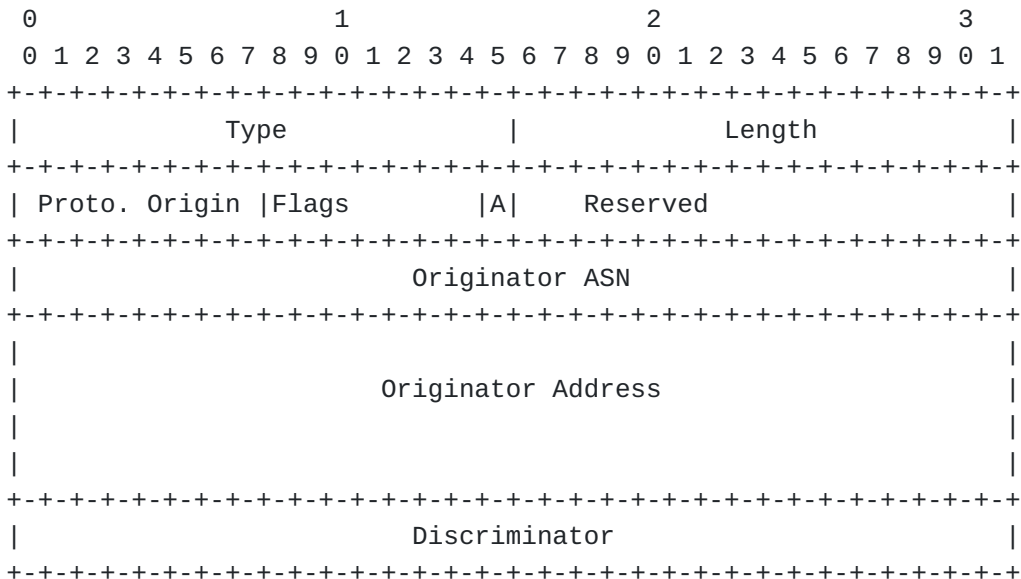 0                   1                   2                   3
 0 1 2 3 4 5 6 7 8 9 0 1 2 3 4 5 6 7 8 9 0 1 2 3 4 5 6 7 8 9 0 1
+-+-+-+-+-+-+-+-+-+-+-+-+-+-+-+-+-+-+-+-+-+-+-+-+-+-+-+-+-+-+-+-+
|             Type              |             Length            |
+-+-+-+-+-+-+-+-+-+-+-+-+-+-+-+-+-+-+-+-+-+-+-+-+-+-+-+-+-+-+-+-+
| Proto. Origin |Flags        |A|    Reserved                   |
+-+-+-+-+-+-+-+-+-+-+-+-+-+-+-+-+-+-+-+-+-+-+-+-+-+-+-+-+-+-+-+-+
|                         Originator ASN                        |
+-+-+-+-+-+-+-+-+-+-+-+-+-+-+-+-+-+-+-+-+-+-+-+-+-+-+-+-+-+-+-+-+
|                                                               |
|                       Originator Address                      |
|                                                               |
|                                                               |
+-+-+-+-+-+-+-+-+-+-+-+-+-+-+-+-+-+-+-+-+-+-+-+-+-+-+-+-+-+-+-+-+
|                         Discriminator                         |
+-+-+-+-+-+-+-+-+-+-+-+-+-+-+-+-+-+-+-+-+-+-+-+-+-+-+-+-+-+-+-+-+